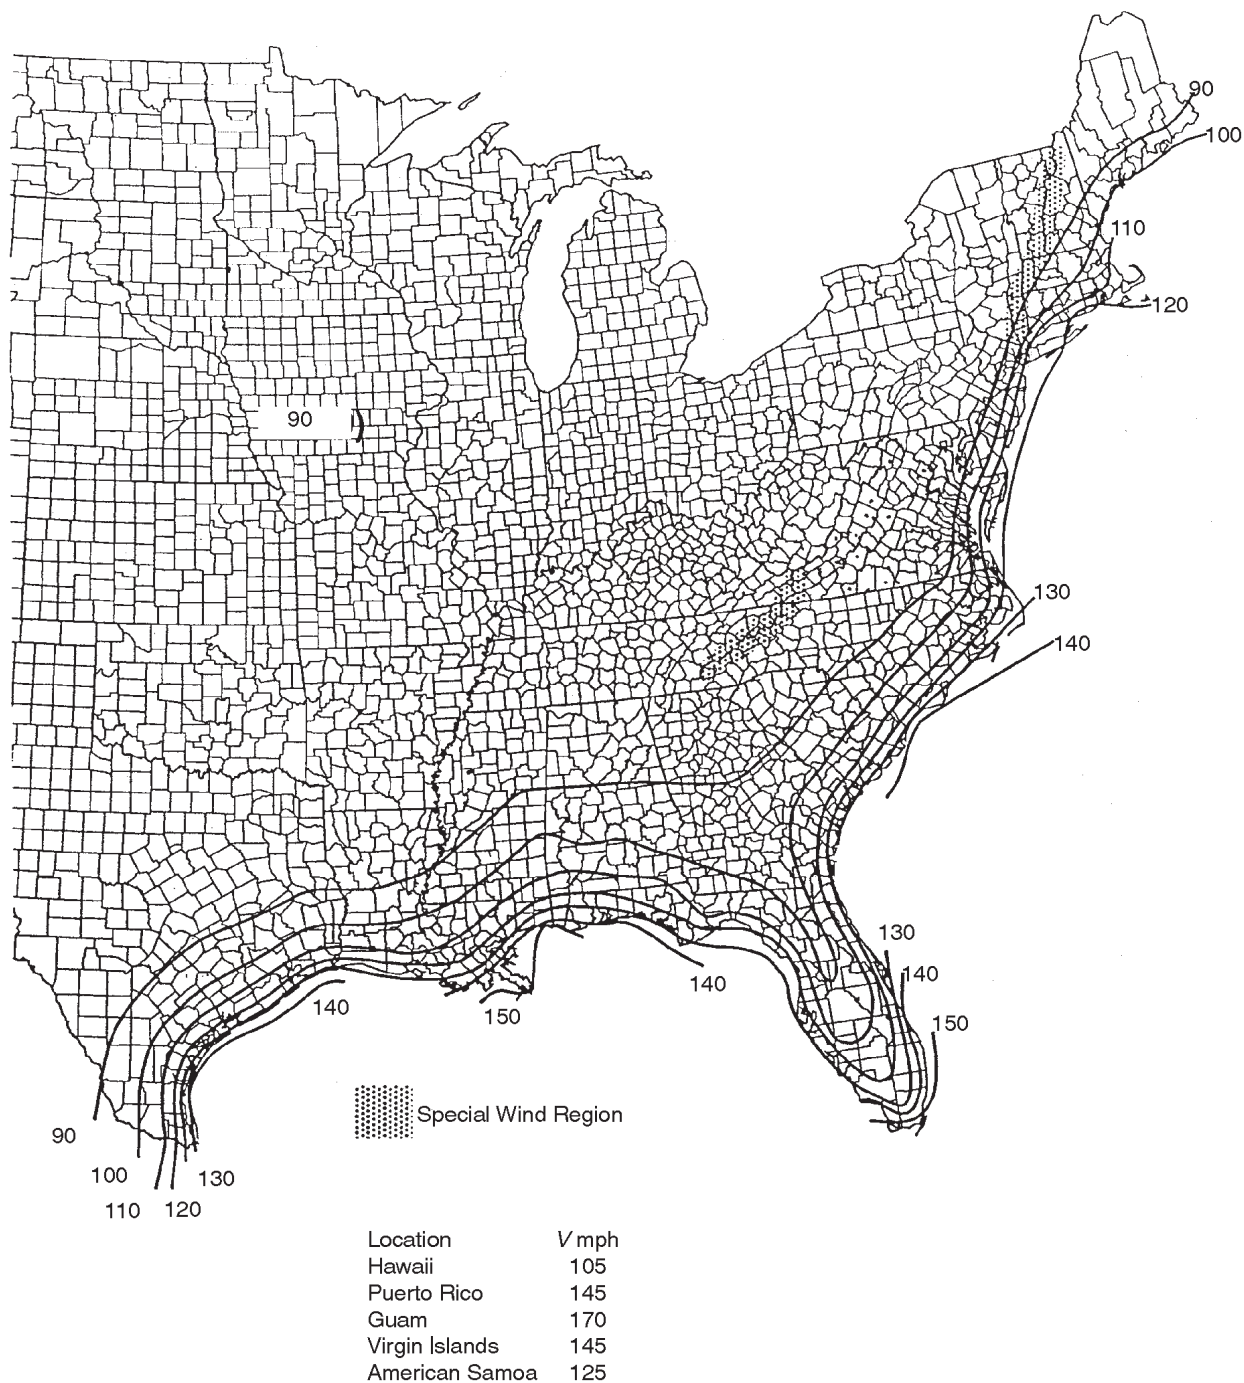 90
100
110
120
90
130
140
130
140
140
140
150
150
Special Wind Region
90
100
130
110
120
Location V mph
Hawaii 105
Puerto Rico 145
Guam 170
Virgin Islands 145
American Samoa 125